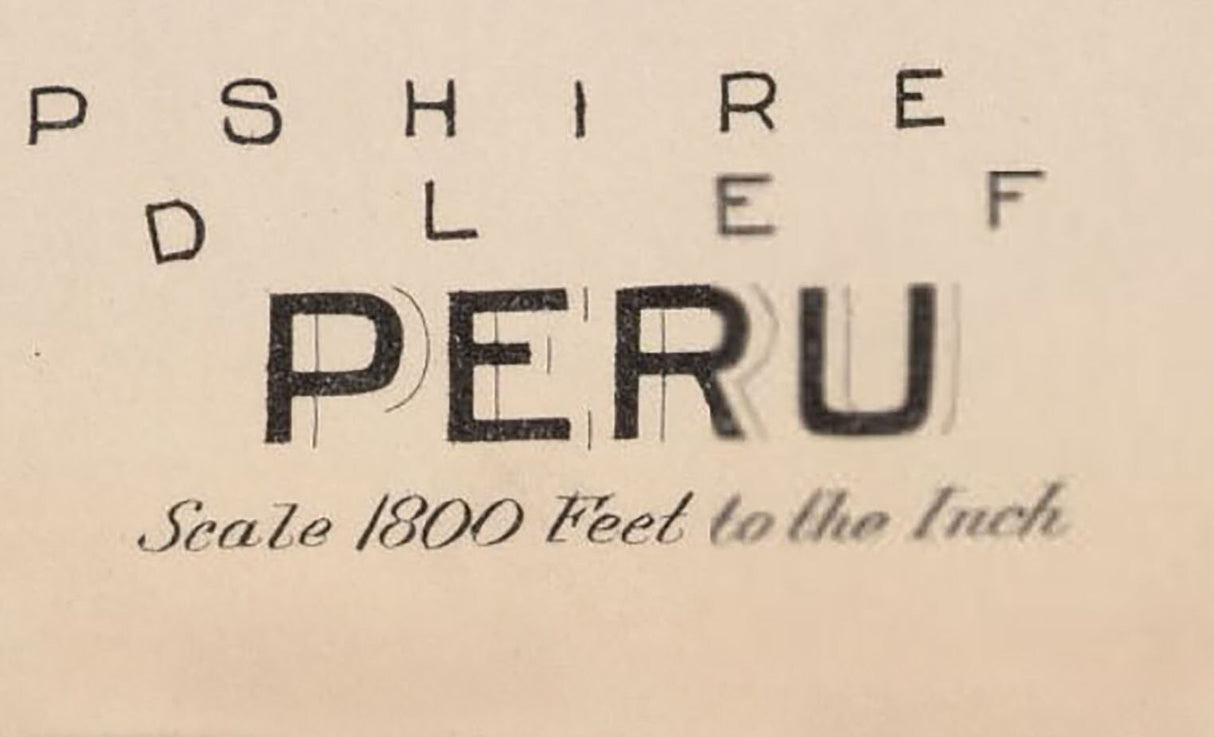 P S H I R E
D L E F
PERU
Scale 1800 Feet to the Inch